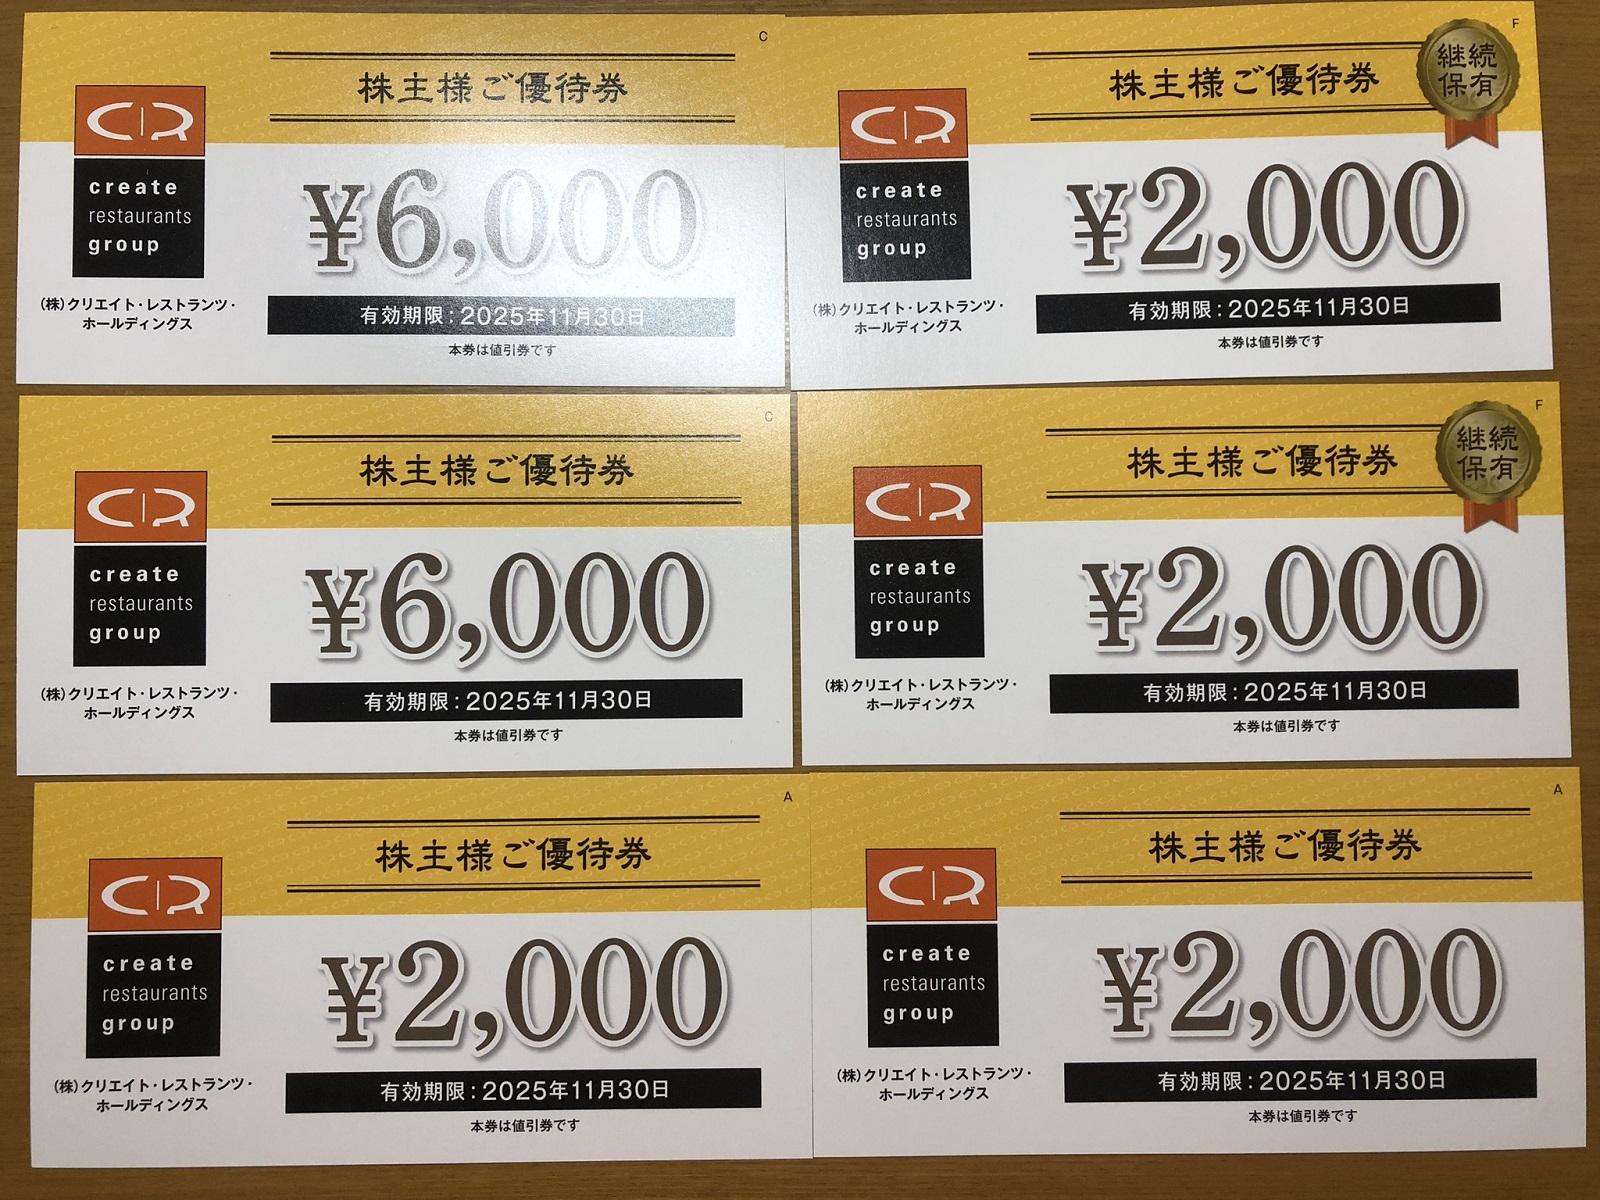 C
株主様ご優待券
create
restaurants
group
¥6,000
(株)クリエイト・レストランツ・
ホールディングス
有効期限:2025年11月30日
本券は値引券です
F
継続
保有
株主様ご優待券
create
restaurants
group
¥2,000
(株)クリエイト・レストランツ・
ホールディングス
有効期限:2025年11月30日
本券は値引券です
C
株主様ご優待券
create
restaurants
group
¥6,000
(株)クリエイト・レストランツ・
ホールディングス
有効期限:2025年11月30日
本券は値引券です
F
継続
保有
株主様ご優待券
create
restaurants
group
¥2,000
(株)クリエイト・レストランツ・
ホールディングス
有効期限:2025年11月30日
本券は値引券です
A
株主様ご優待券
create
restaurants
group
¥2,000
(株)クリエイト・レストランツ・
ホールディングス
有効期限:2025年11月30日
本券は値引券です
A
株主様ご優待券
create
restaurants
group
¥2,000
(株)クリエイト・レストランツ・
ホールディングス
有効期限:2025年11月30日
本券は値引券です